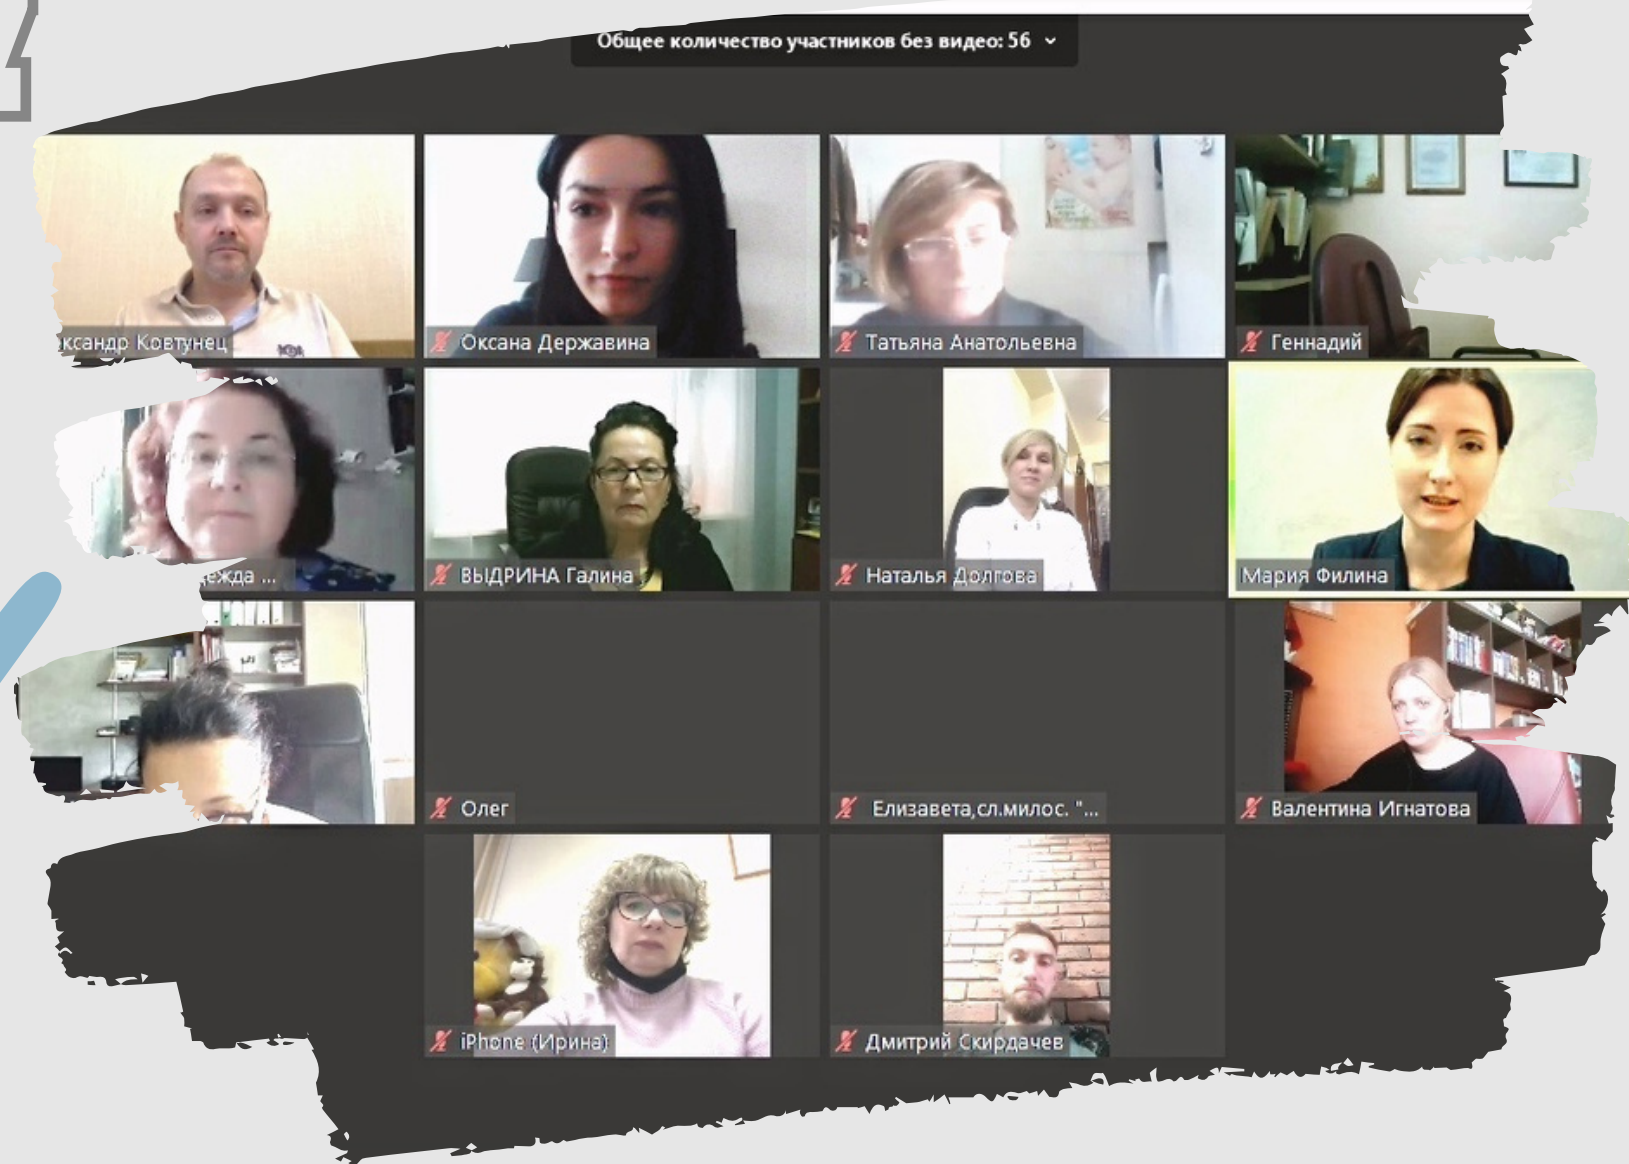 Общее количество участников без видео: 56
ксандр Ковтунец
Оксана Державина
Татьяна Анатольевна
Геннадий
ежда ...
ВЫДРИНА Галина
Наталья Долгова
Мария Филина
Олег
Елизавета,сл.милос. "...
Валентина Игнатова
iPhone (Ирина)
Дмитрий Скирдачев